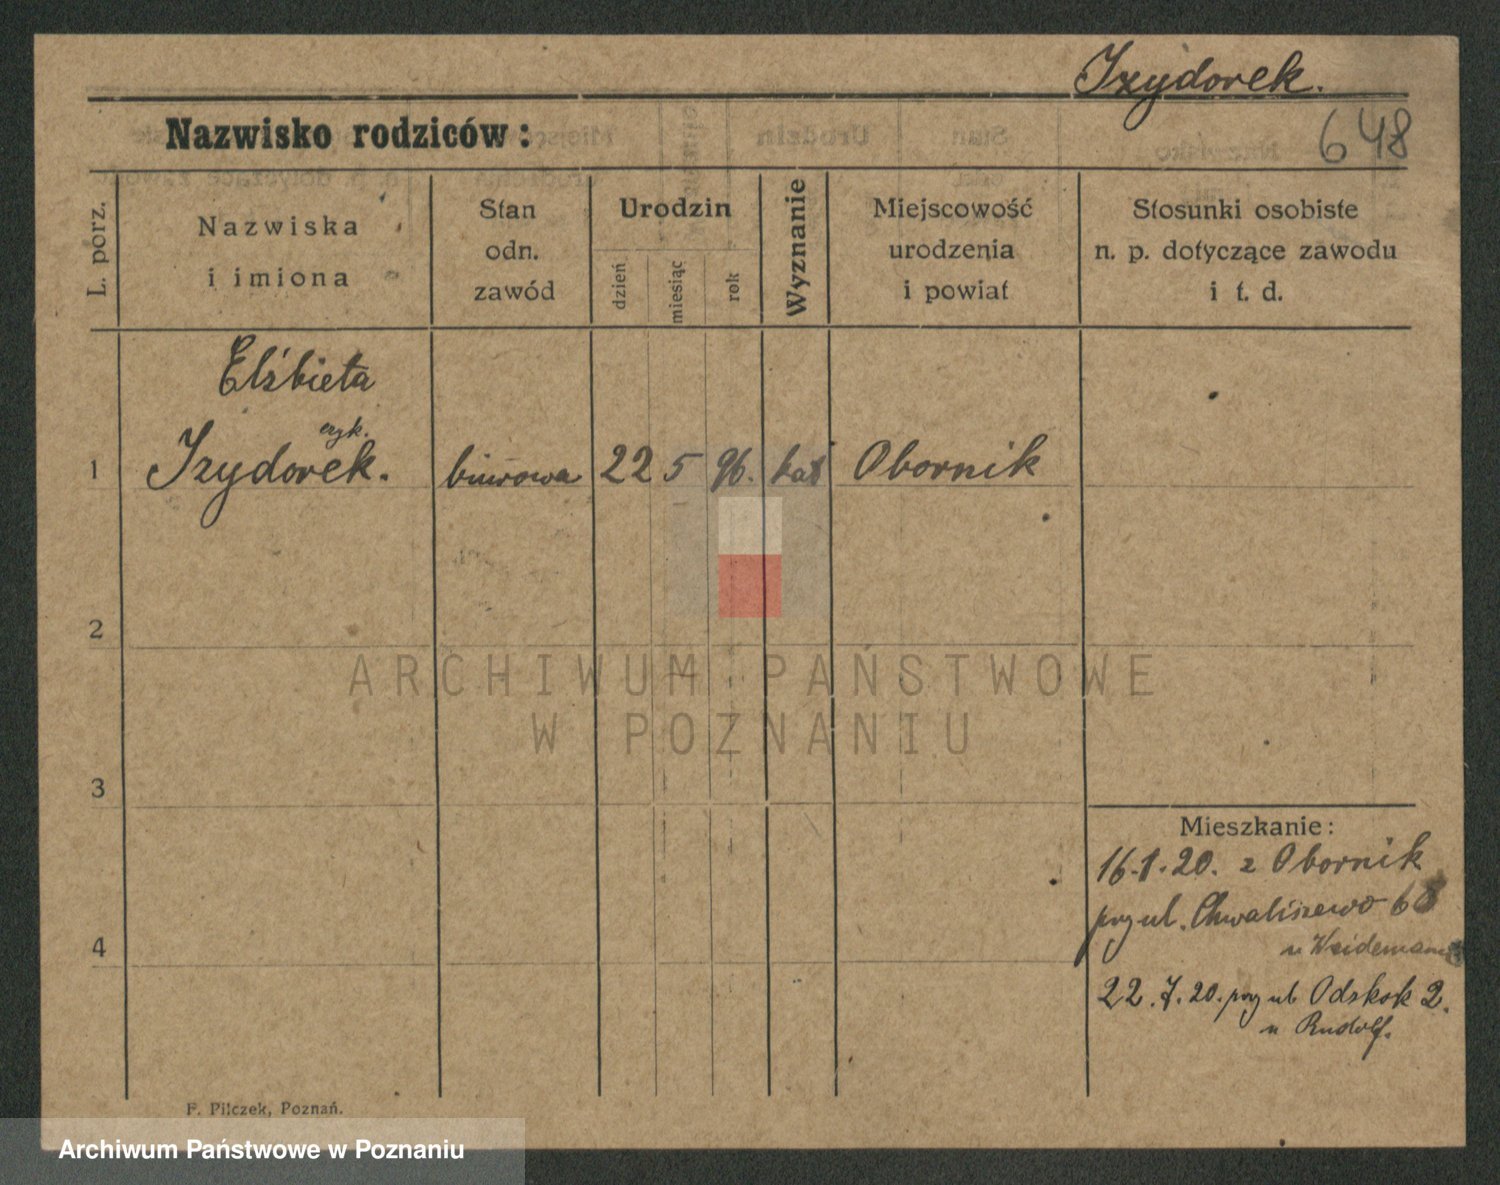 Izydorek.
648
Nazwisko rodziców:
L. porz.
Nazwiska
i imiona
Stan
odn.
zawód
Urodzin
dzień
miesiąc
rok
Wyznanie
Miejscowość
urodzenia
i powiat
Stosunki osobiste
n. p. dotyczące zawodu
i t. d.
Elżbieta
1 Izydorek. biurowa 22 5 96. kat Obornik
2
3
4
Mieszkanie:
16.1.20. z Obornik
przy ul. Chwaliszewo 68
u Weidemann
22.7.20. przy ul Odskok 2.
u Rudolf.
F. Pilczek, Poznań.
ARCHIWUM PAŃSTWOWE
W POZNANIU
Archiwum Państwowe w Poznaniu